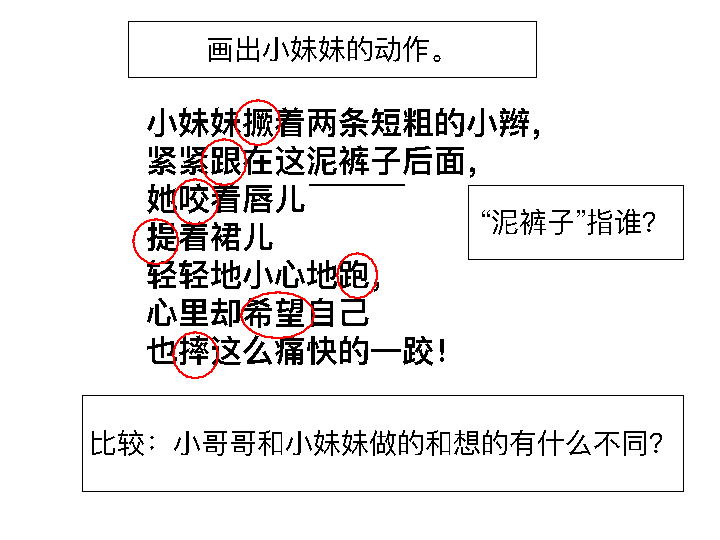 画出小妹妹的动作。
小妹妹撅着两条短粗的小辫，
紧紧跟在这泥裤子后面，
她咬着唇儿
“泥裤子”指谁？
提着裙儿
轻轻地小心地跑，
心里却希望自己
也摔这么痛快的一跤！
比较：小哥哥和小妹妹做的和想的有什么不同？